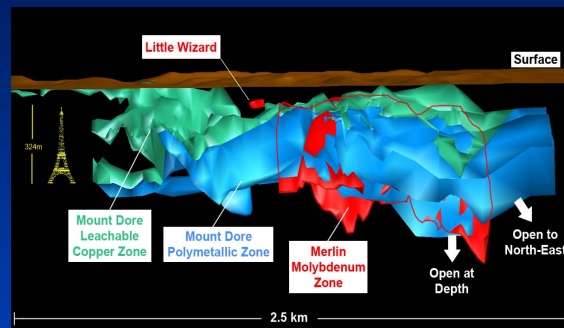 Little Wizard
Surface
324m
Mount Dore
Leachable
Copper Zone
Mount Dore
Polymetallic Zone
Merlin
Molybdenum
Zone
Open at
Depth
Open to
North-East
2.5 km